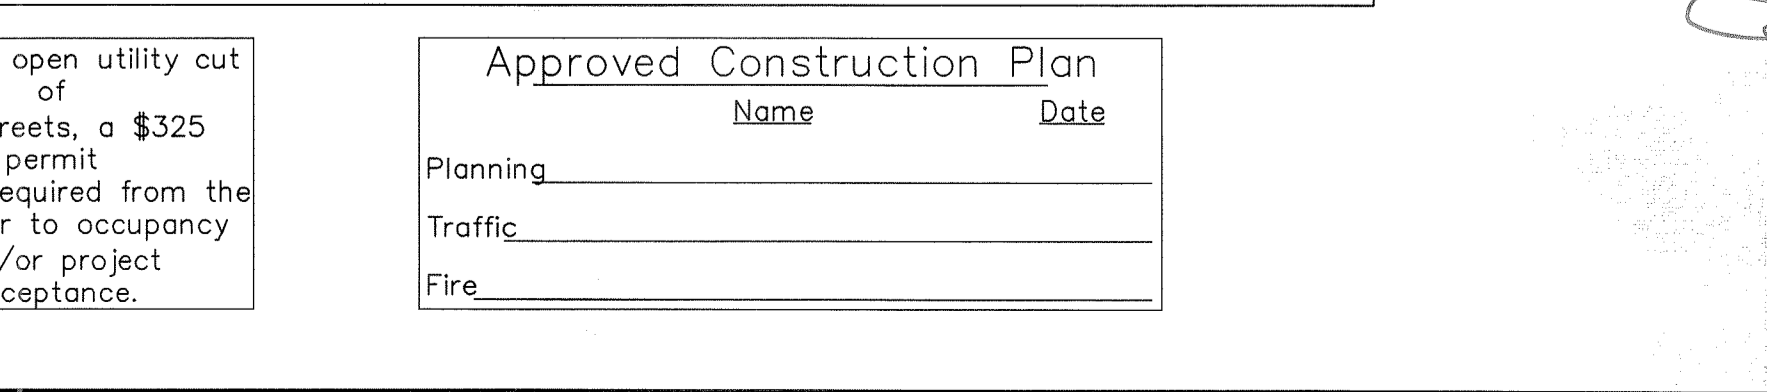 open utility cut
of
reets, a $325
permit
equired from the
r to occupancy
/or project
ceptance.
Approved Construction Plan
Name Date
Planning
Traffic
Fire